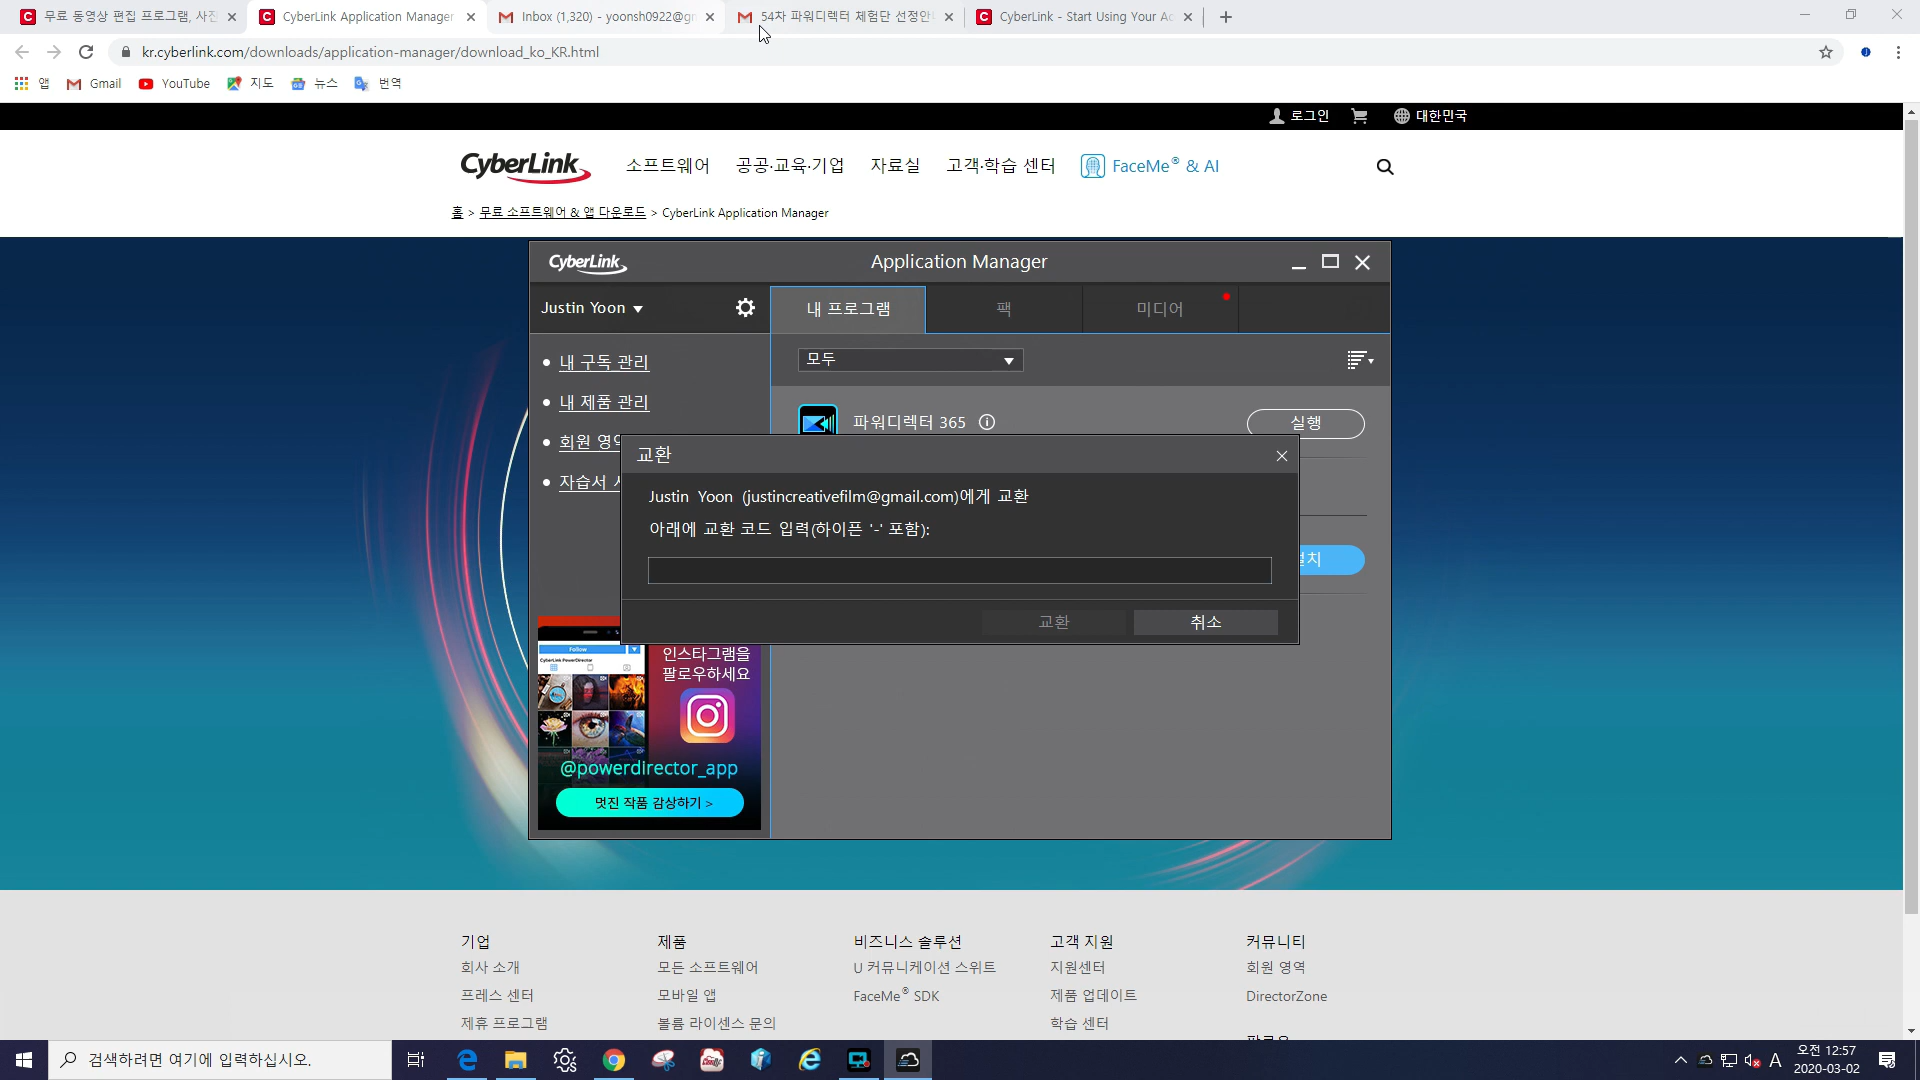 무료 동영상 편집 프로그램, 사진
CyberLink Application Manager
Inbox (1,320) - yoonsh0922@gm
54차 파워디렉터 체험단 선정안
CyberLink - Start Using Your Ac
kr.cyberlink.com/downloads/application-manager/download_ko_KR.html
앱
Gmail
YouTube
지도
뉴스
번역
로그인
대한민국
CyberLink
소프트웨어
공공·교육·기업
자료실
고객·학습 센터
FaceMe® & AI
홈 > 무료 소프트웨어 & 앱 다운로드 > CyberLink Application Manager
CyberLink
Application Manager
Justin Yoon
내 프로그램
팩
미디어
내 구독 관리
모두
내 제품 관리
파워디렉터 365
실행
회원 영역
자습서
교환
Justin Yoon (justincreativefilm@gmail.com)에게 교환
아래에 교환 코드 입력(하이픈 '-' 포함):
교환
취소
Follow
CyberLink PowerDirector
인스타그램을
팔로우하세요
@powerdirector_app
멋진 작품 감상하기 >
기업
회사 소개
프레스 센터
제휴 프로그램
제품
모든 소프트웨어
모바일 앱
볼륨 라이센스 문의
비즈니스 솔루션
U 커뮤니케이션 스위트
FaceMe® SDK
고객 지원
지원센터
제품 업데이트
학습 센터
커뮤니티
회원 영역
DirectorZone
검색하려면 여기에 입력하십시오.
A
오전 12:57
2020-03-02